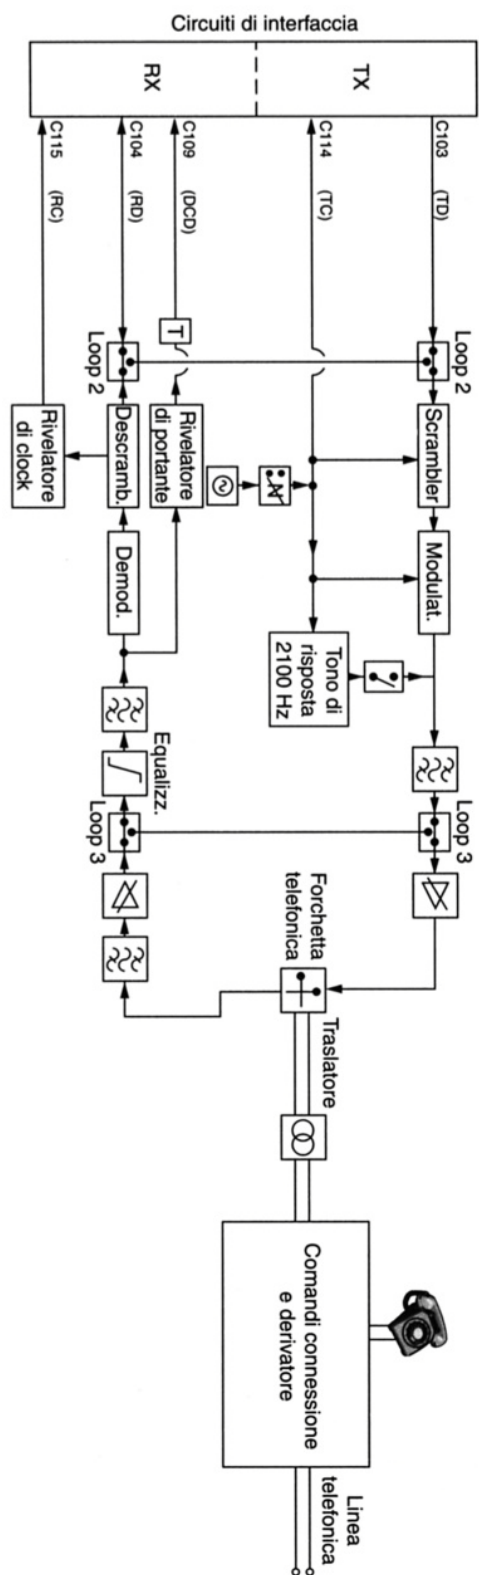 Circuiti di interfaccia
TX
RX
C103
(TD)
C114
(TC)
C109
(DCD)
C104
(RD)
C115
(RC)
Loop 2
Scrambler
Modulat.
Tono di
risposta
2100 Hz
Loop 3
T
Rivelatore
di portante
Loop 2
Descramb.
Demod.
Rivelatore
di clock
Equalizz.
Loop 3
Forchetta
telefonica
Traslatore
Comandi connessione
e derivatore
Linea
telefonica